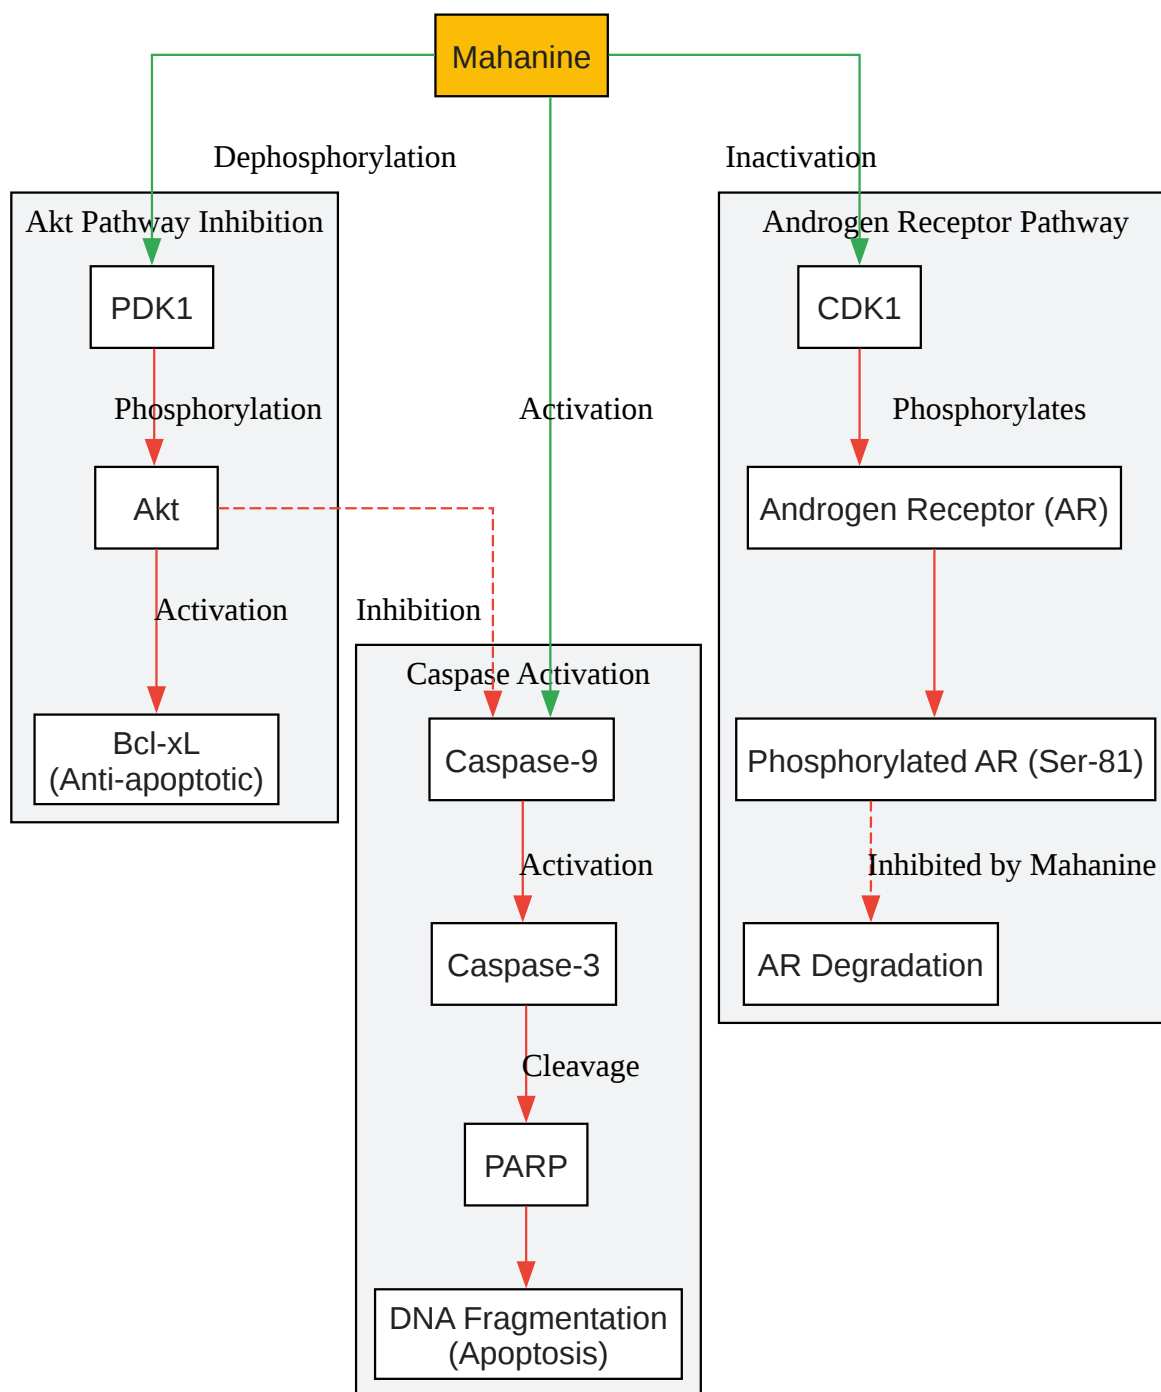 Mahanine
Dephosphorylation
Inactivation
Akt Pathway Inhibition
Androgen Receptor Pathway
PDK1
CDK1
Phosphorylation
Activation
Phosphorylates
Akt
Androgen Receptor (AR)
Activation
Inhibition
Caspase Activation
Bcl-xL
(Anti-apoptotic)
Caspase-9
Phosphorylated AR (Ser-81)
Activation
Inhibited by Mahanine
Caspase-3
AR Degradation
Cleavage
PARP
DNA Fragmentation
(Apoptosis)